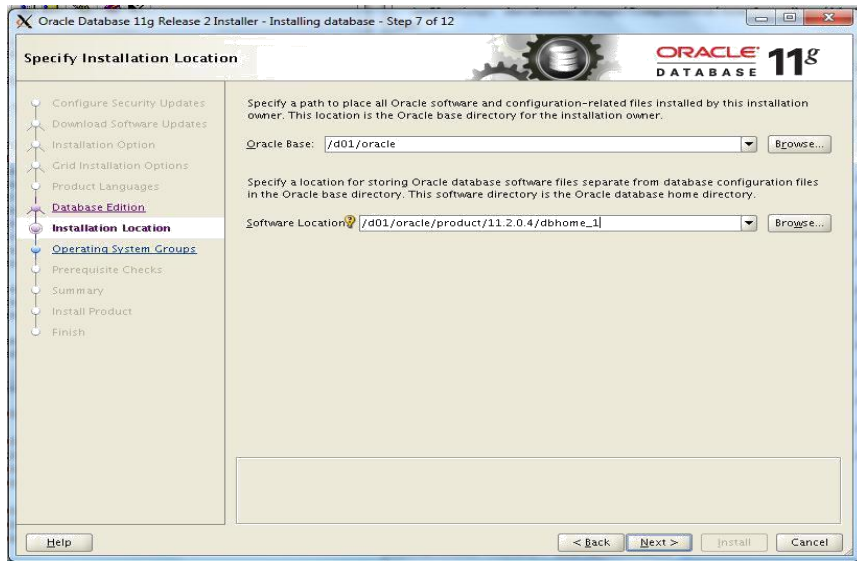 Oracle Database 11g Release 2 Installer - Installing database - Step 7 of 12
Specify Installation Location
ORACLE
DATABASE
11g
Configure Security Updates
Download Software Updates
Installation Option
Grid Installation Options
Product Languages
Database Edition
Installation Location
Operating System Groups
Prerequisite Checks
Summary
Install Product
Finish
Specify a path to place all Oracle software and configuration-related files installed by this installation
owner. This location is the Oracle base directory for the installation owner.
Oracle Base: /d01/oracle Browse...
Specify a location for storing Oracle database software files separate from database configuration files
in the Oracle base directory. This software directory is the Oracle database home directory.
Software Location /d01/oracle/product/11.2.0.4/dbhome_1 Browse...
Help < Back Next > Install Cancel